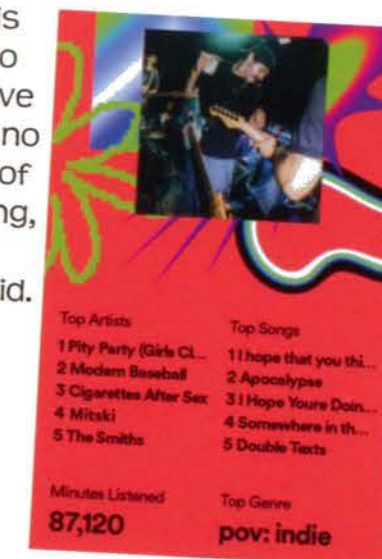 is
o
ve
no
of
ng,
id.
Top Artists
1 Pity Party (Girls Cl...
2 Modern Baseball
3 Cigarettes After Sex
4 Mitski
5 The Smiths
Top Songs
1 I hope that you thi...
2 Apocalypse
3 I Hope Youre Doin...
4 Somewhere in th...
5 Double Texts
Minutes Listened
87,120
Top Genre
pov: indie